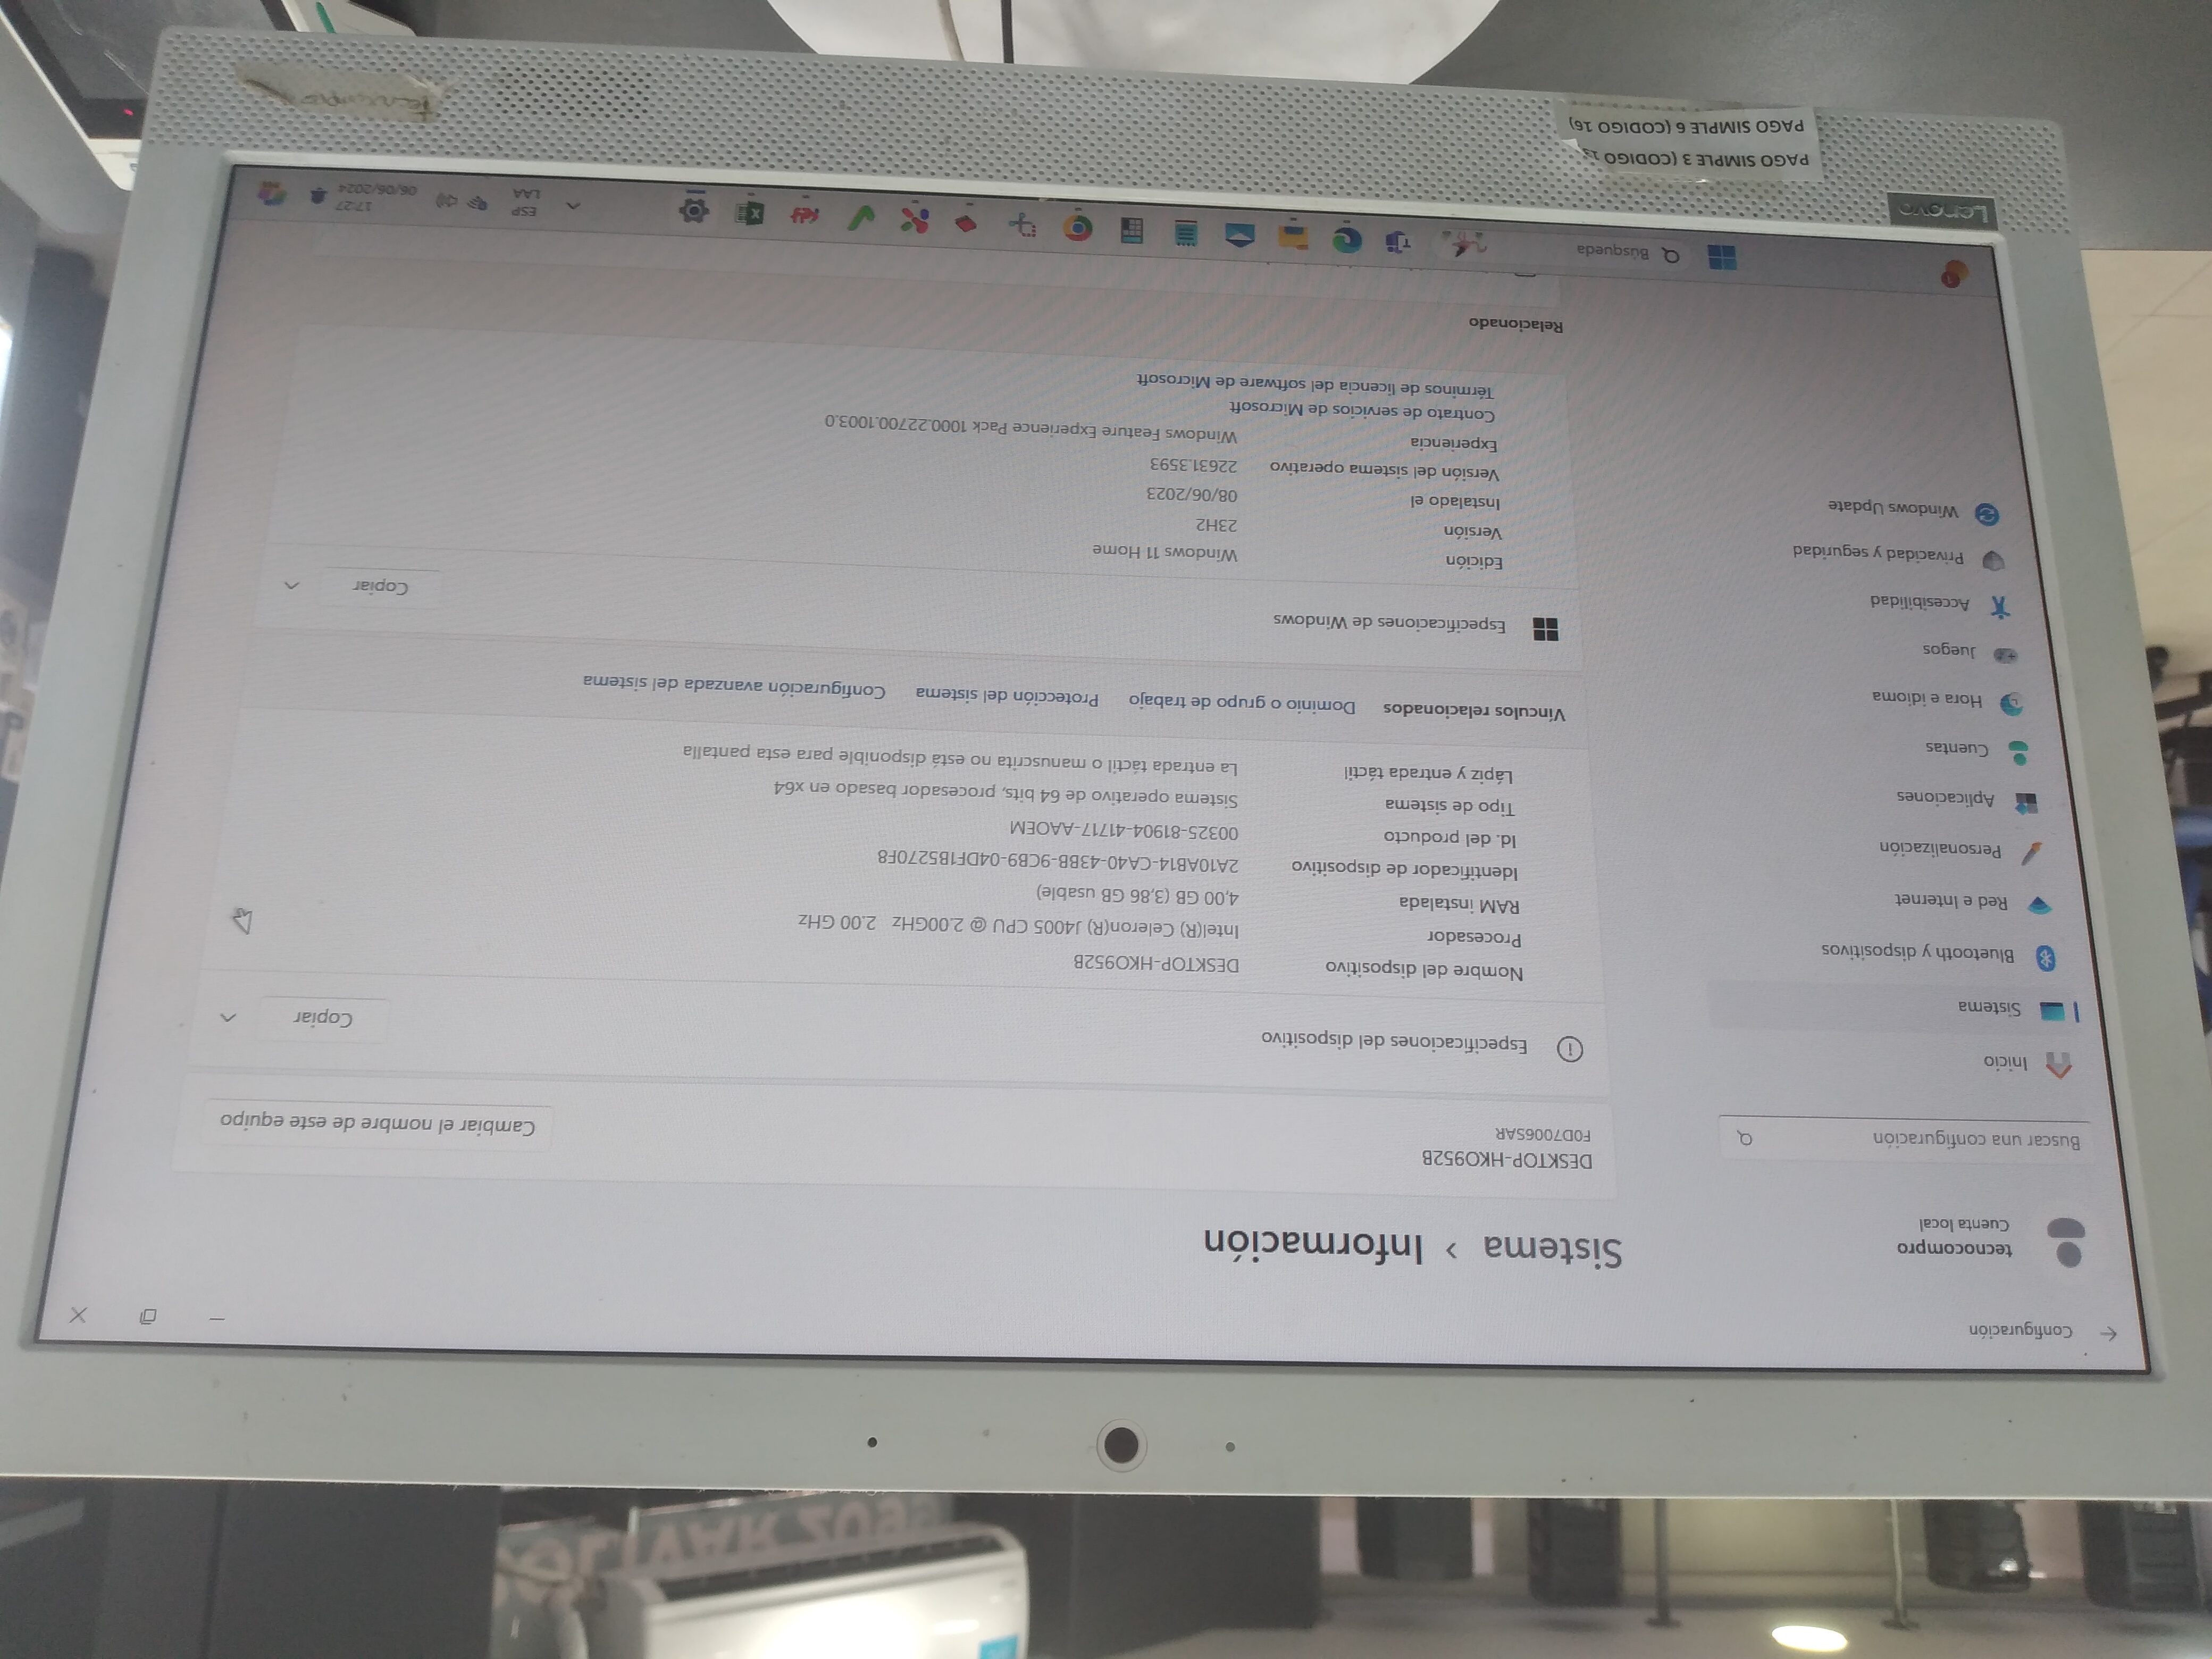 Configuración
tecnocompro
Cuenta local
Buscar una configuración
Inicio
Sistema
Bluetooth y dispositivos
Red e Internet
Personalización
Aplicaciones
Cuentas
Hora e idioma
Juegos
Accesibilidad
Privacidad y seguridad
Windows Update
Sistema > Información
DESKTOP-HKO952B
F0D7006SAR
Cambiar el nombre de este equipo
Especificaciones del dispositivo
Copiar
Nombre del dispositivo DESKTOP-HKO952B
Procesador Intel(R) Celeron(R) J4005 CPU @ 2.00GHz 2.00 GHz
RAM instalada 4,00 GB (3,86 GB usable)
Identificador de dispositivo 2A10AB14-CA40-43BB-9CB9-04DF1B5270F8
Id. del producto 00325-81904-41717-AAOEM
Tipo de sistema Sistema operativo de 64 bits, procesador basado en x64
Lápiz y entrada táctil La entrada táctil o manuscrita no está disponible para esta pantalla
Vínculos relacionados Dominio o grupo de trabajo Protección del sistema Configuración avanzada del sistema
Especificaciones de Windows
Copiar
Edición Windows 11 Home
Versión 23H2
Instalado el 08/06/2023
Versión del sistema operativo 22631.3593
Experiencia Windows Feature Experience Pack 1000.22700.1003.0
Contrato de servicios de Microsoft
Términos de licencia del software de Microsoft
Relacionado
Búsqueda
ESP
LAA
17:27
06/06/2024
Lenovo
PAGO SIMPLE 3 (CODIGO
PAGO SIMPLE 6 (CODIGO 16)